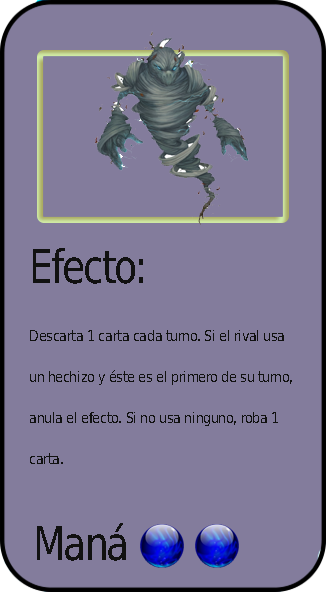 Efecto:
Descarta 1 carta cada turno. Si el rival usa
un hechizo y éste es el primero de su turno,
anula el efecto. Si no usa ninguno, roba 1
carta.
Maná